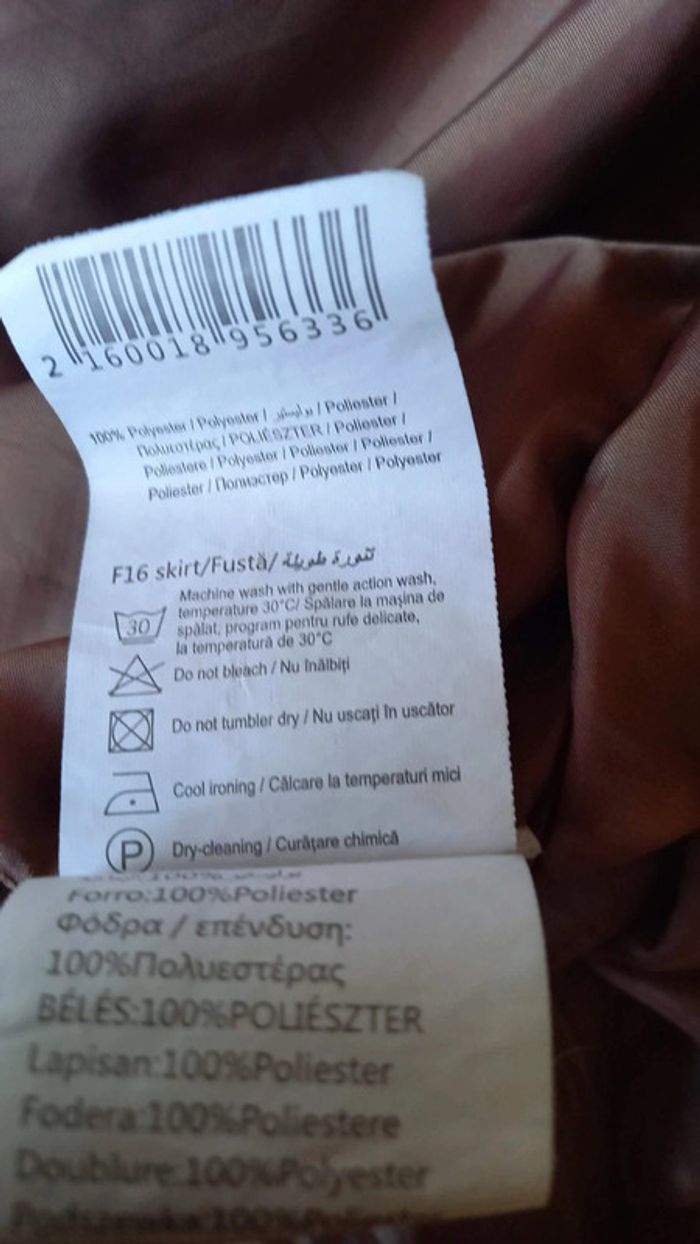 2 160018 956336
100% Polyester / Polyester / بوليستر / Poliester /
Πολυεστέρας / POLIÉSZTER / Poliester /
Poliestere / Polyester / Poliester / Poliester /
Poliester / Полиэстер / Polyester / Polyester
F16 skirt/Fustă/ تنورة طويلة
Machine wash with gentle action wash,
temperature 30°C/ Spălare la mașina de
spălat, program pentru rufe delicate,
la temperatură de 30°C
30
Do not bleach / Nu înălbiți
Do not tumbler dry / Nu uscați în uscător
Cool ironing / Călcare la temperaturi mici
P
Dry-cleaning / Curățare chimică
Forro:100%Poliester
Φόδρα / επένδυση:
100%Πολυεστέρας
BÉLÉS:100%POLIÉSZTER
Lapisan:100%Poliester
Fodera:100%Poliestere
Doublure:100%Polyester
Podszewka:100%Poliester